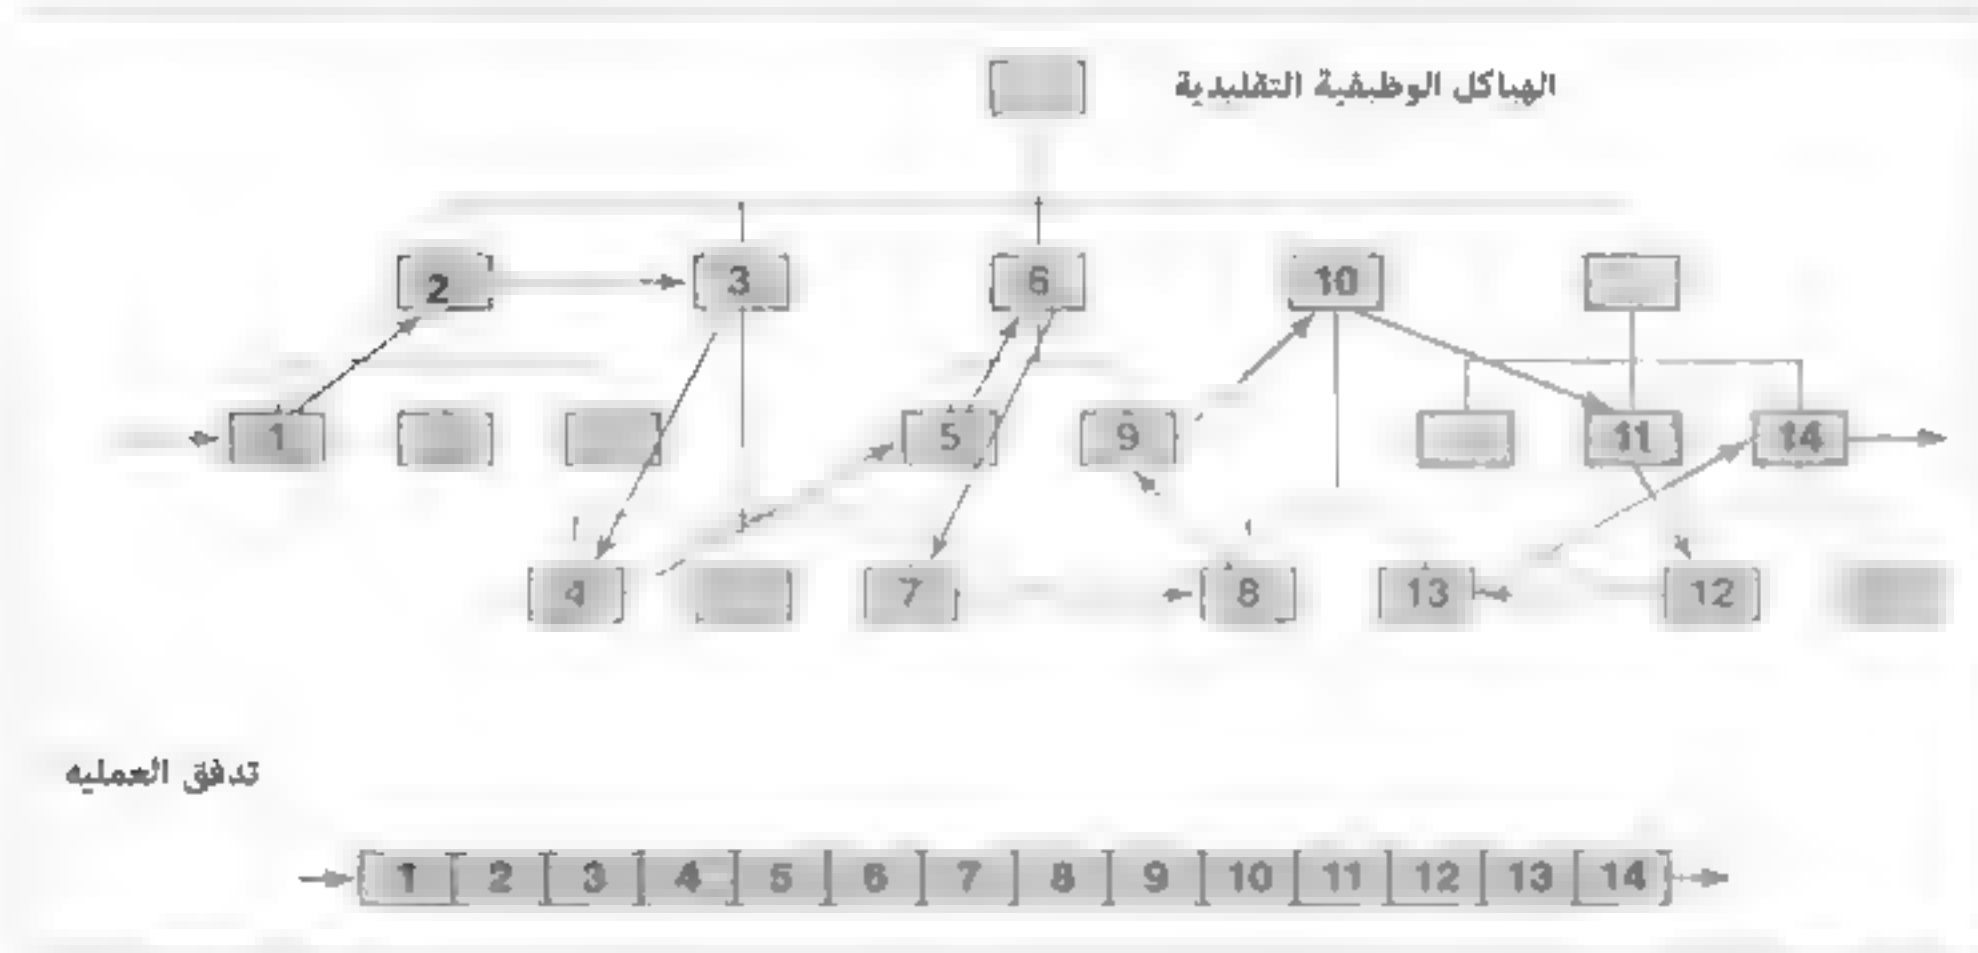 الهياكل الوظيفية التقليدية
2 3 6 10
1 5 9 11 14
4 7 8 13 12
تدفق العمليه
1 2 3 4 5 6 7 8 9 10 11 12 13 14